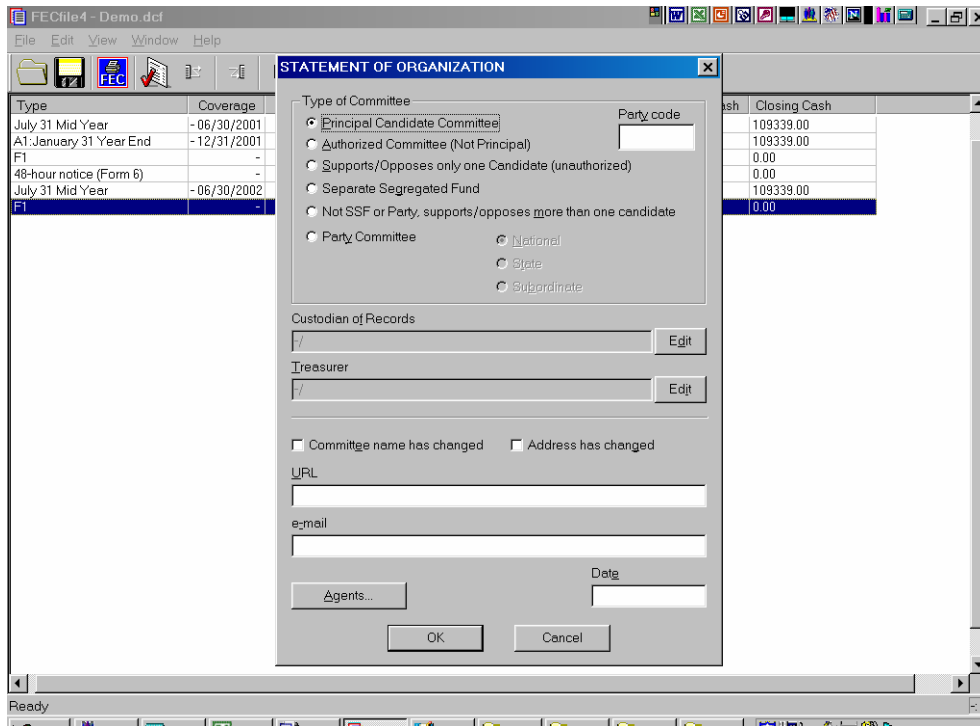 FECfile4 - Demo.dcf
File Edit View Window Help
FEC
Type Coverage ash Closing Cash
July 31 Mid Year - 06/30/2001 109339.00
A1:January 31 Year End - 12/31/2001 109339.00
F1 - 0.00
48-hour notice (Form 6) - 0.00
July 31 Mid Year - 06/30/2002 109339.00
F1 - 0.00
STATEMENT OF ORGANIZATION
Type of Committee
Party code
Principal Candidate Committee
Authorized Committee (Not Principal)
Supports/Opposes only one Candidate (unauthorized)
Separate Segregated Fund
Not SSF or Party, supports/opposes more than one candidate
Party Committee
National
State
Subordinate
Custodian of Records
-/ Edit
Treasurer
-/ Edit
Committee name has changed Address has changed
URL
e-mail
Date
Agents...
OK Cancel
Ready